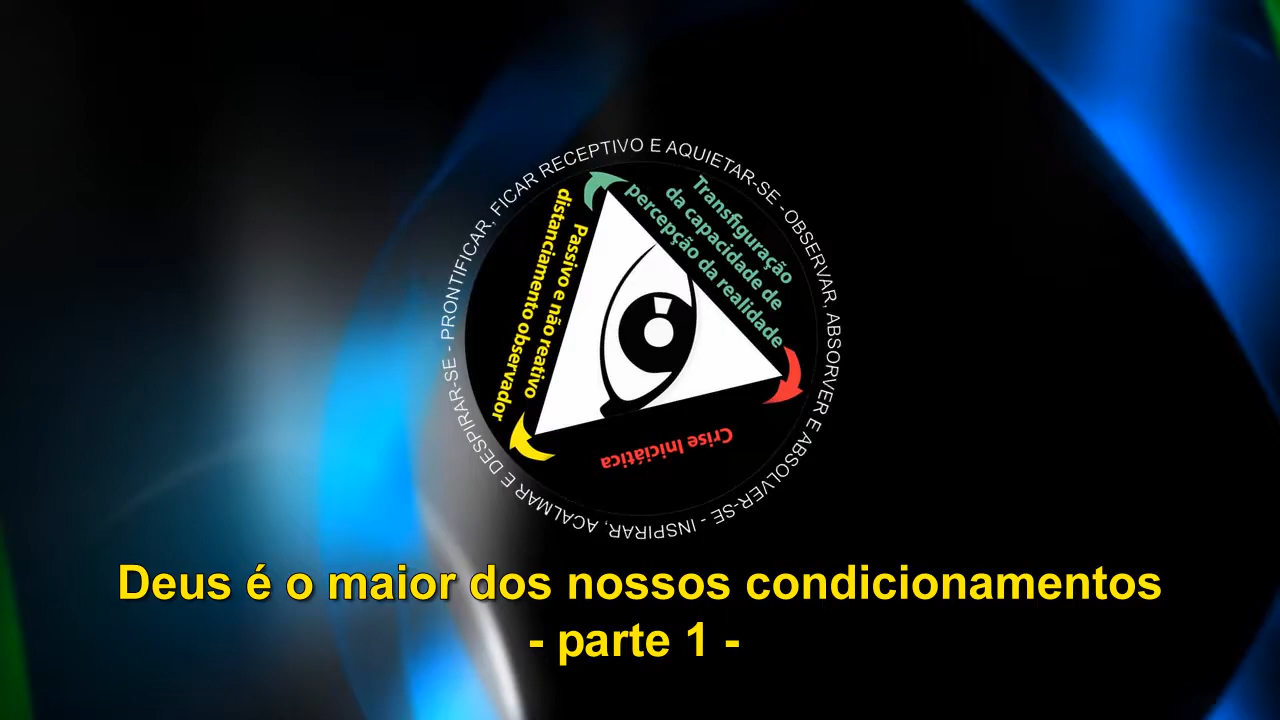 PRONTIFICAR, FICAR RECEPTIVO E AQUIETAR-SE - OBSERVAR, ABSORVER E ABSOLVER-SE - INSPIRAR, ACALMAR E DESPIRAR-SE -
Transfiguração
da capacidade de
percepção da realidade
Passivo e não reativo
distanciamento observador
Crise Iniciática
Deus é o maior dos nossos condicionamentos
- parte 1 -